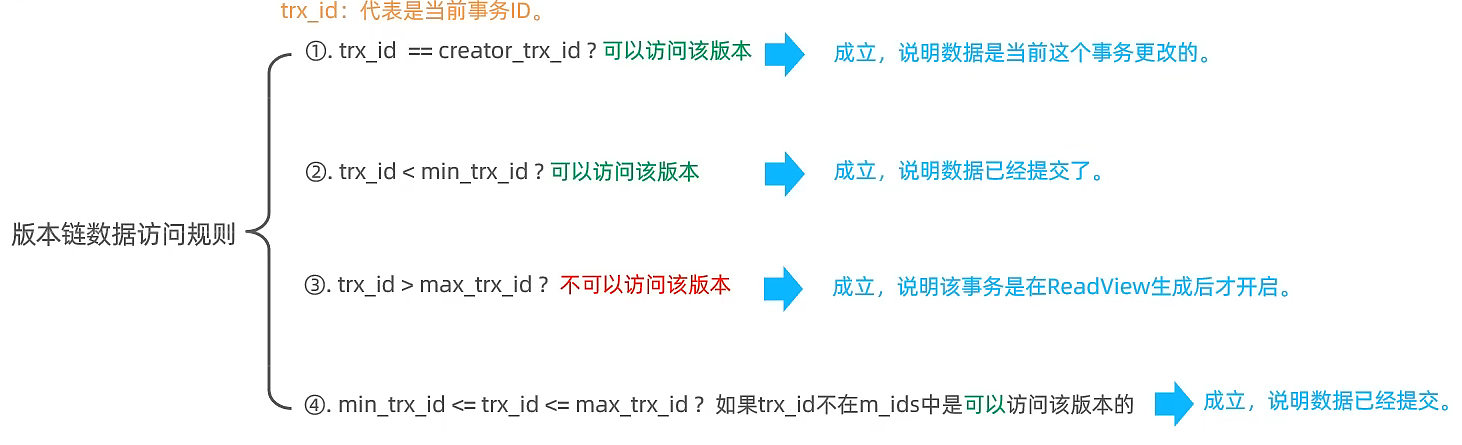 trx_id：代表是当前事务ID。
①. trx_id == creator_trx_id ? 可以访问该版本 成立，说明数据是当前这个事务更改的。
②. trx_id < min_trx_id ? 可以访问该版本 成立，说明数据已经提交了。
版本链数据访问规则
③. trx_id > max_trx_id ? 不可以访问该版本 成立，说明该事务是在ReadView生成后才开启。
④. min_trx_id <= trx_id <= max_trx_id ? 如果trx_id不在m_ids中是可以访问该版本的 成立，说明数据已经提交。